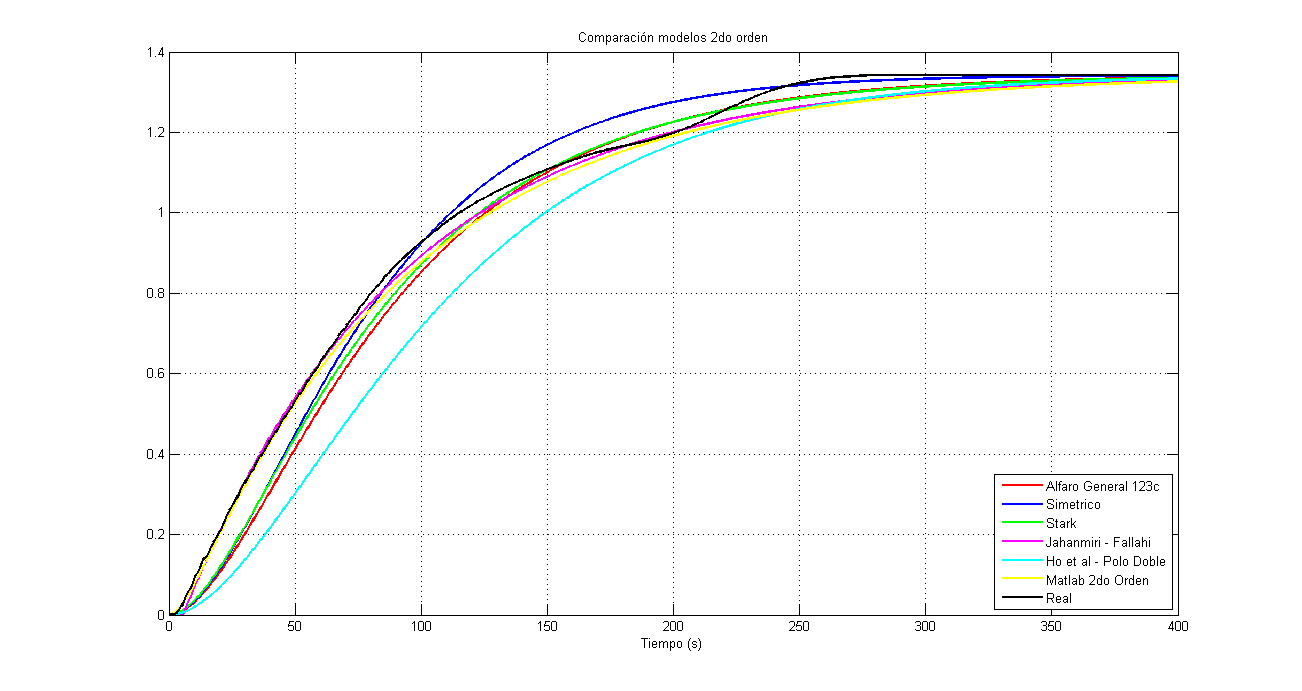 Comparación modelos 2do orden
1.4
1.2
1
0.8
0.6
0.4
0.2
0
0 50 100 150 200 250 300 350 400
Tiempo (s)
Alfaro General 123c
Simetrico
Stark
Jahanmiri - Fallahi
Ho et al - Polo Doble
Matlab 2do Orden
Real